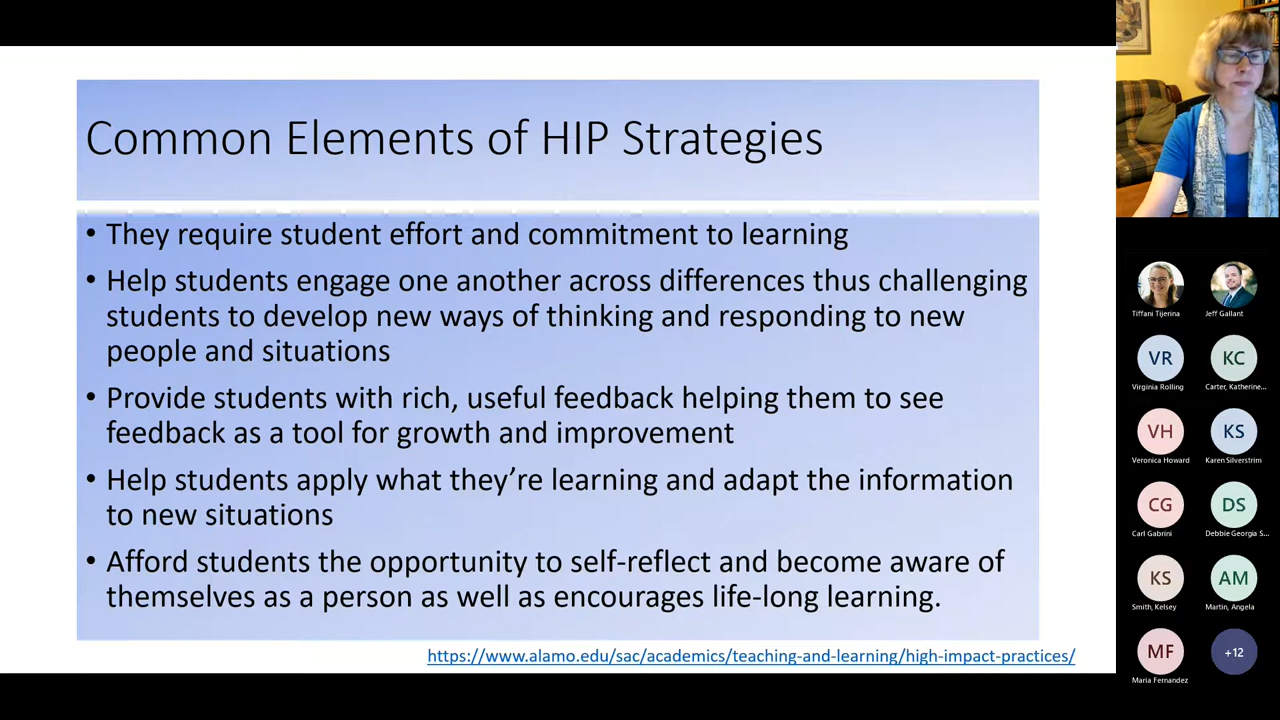 Common Elements of HIP Strategies
• They require student effort and commitment to learning
• Help students engage one another across differences thus challenging
students to develop new ways of thinking and responding to new
people and situations
• Provide students with rich, useful feedback helping them to see
feedback as a tool for growth and improvement
• Help students apply what they’re learning and adapt the information
to new situations
• Afford students the opportunity to self-reflect and become aware of
themselves as a person as well as encourages life-long learning.
https://www.alamo.edu/sac/academics/teaching-and-learning/high-impact-practices/
Tiffani Tijerina
Jeff Gallant
VR
KC
Virginia Rolling
Carter, Katherine...
VH
KS
Veronica Howard
Karen Silverstrim
CG
DS
Carl Gabrini
Debbie Georgia S...
KS
AM
Smith, Kelsey
Martin, Angela
MF
+12
Maria Fernandez